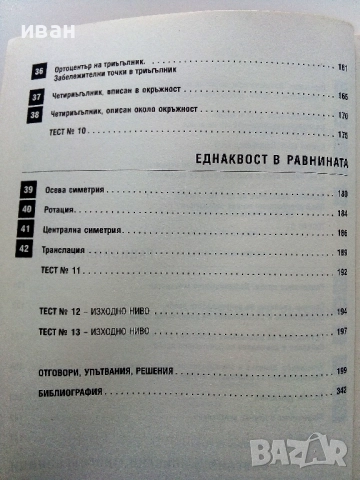 иван
36 Ортоцентър на триъгълник.
Забележителни точки в триъгълник 161
37 Четириъгълник, вписан в окръжност 166
38 Четириъгълник, описан около окръжност 170
ТЕСТ № 10 178
ЕДНАКВОСТ В РАВНИНАТА
39 Осева симетрия 180
40 Ротация 184
41 Централна симетрия 186
42 Транслация 189
ТЕСТ № 11 192
ТЕСТ № 12 – ИЗХОДНО НИВО 194
ТЕСТ № 13 – ИЗХОДНО НИВО 197
ОТГОВОРИ, УПЪТВАНИЯ, РЕШЕНИЯ 199
БИБЛИОГРАФИЯ 342
bazar.bg